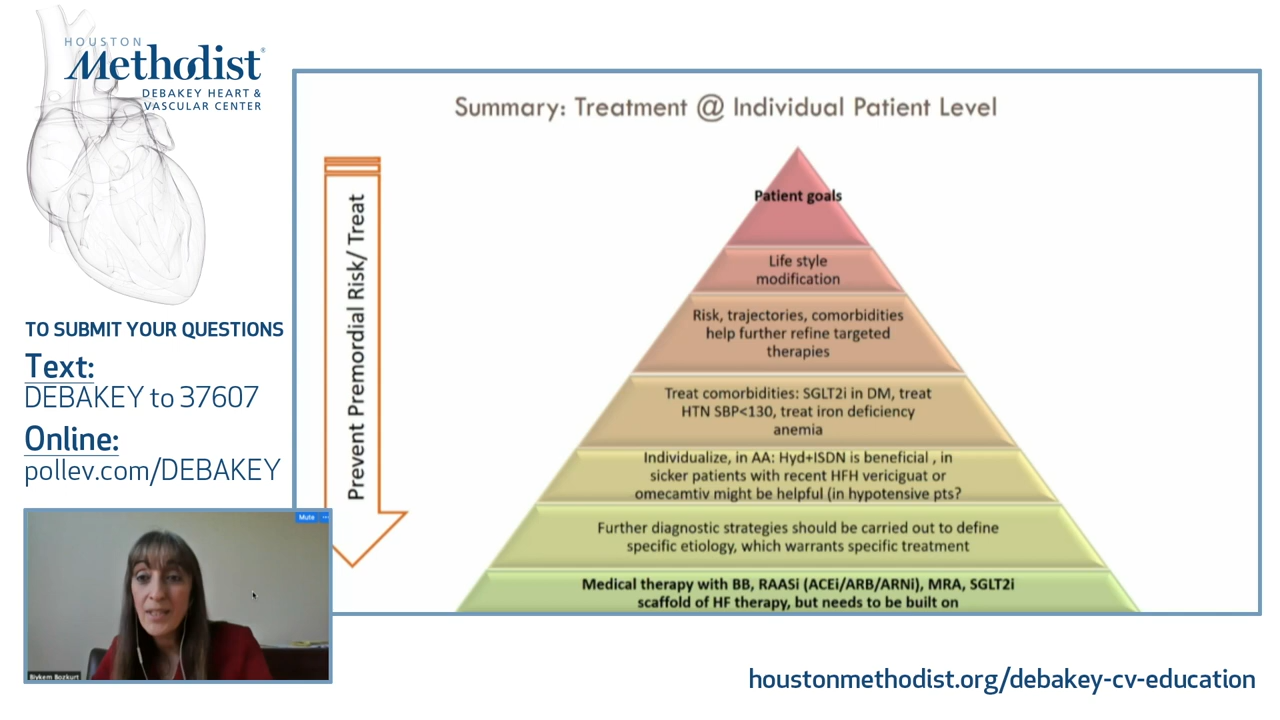 HOUSTON
Methodist®
DEBAKEY HEART &
VASCULAR CENTER
TO SUBMIT YOUR QUESTIONS
Text:
DEBAKEY to 37607
Online:
pollev.com/DEBAKEY
Mute
Biykem Bozkurt
Summary: Treatment @ Individual Patient Level
Prevent Premordial Risk/ Treat
Patient goals
Life style
modification
Risk, trajectories, comorbidities
help further refine targeted
therapies
Treat comorbidities: SGLT2i in DM, treat
HTN SBP<130, treat iron deficiency
anemia
Individualize, in AA: Hyd+ISDN is beneficial , in
sicker patients with recent HFH vericiguat or
omecamtiv might be helpful (in hypotensive pts?
Further diagnostic strategies should be carried out to define
specific etiology, which warrants specific treatment
Medical therapy with BB, RAASi (ACEi/ARB/ARNi), MRA, SGLT2i
scaffold of HF therapy, but needs to be built on
houstonmethodist.org/debakey-cv-education